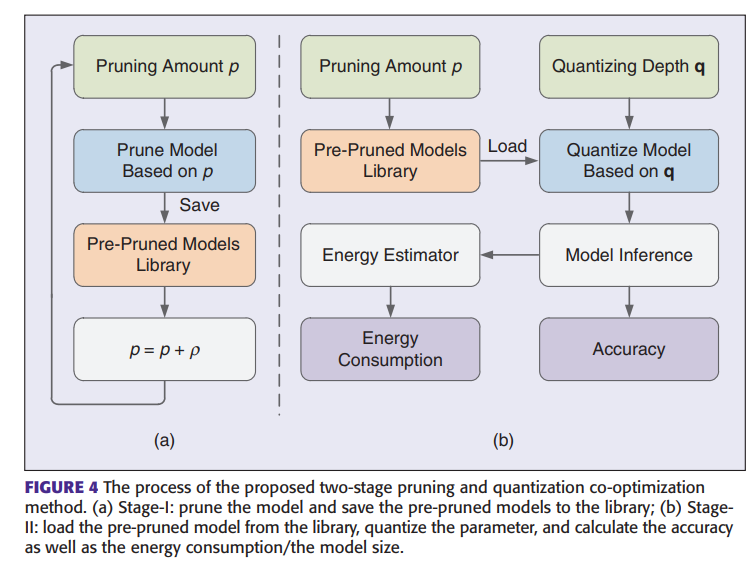 Pruning Amount p
Prune Model
Based on p
Save
Pre-Pruned Models
Library
p = p + ρ
(a)
Pruning Amount p
Quantizing Depth q
Pre-Pruned Models
Library
Load
Quantize Model
Based on q
Energy Estimator
Model Inference
Energy
Consumption
Accuracy
(b)
FIGURE 4 The process of the proposed two-stage pruning and quantization co-optimization
method. (a) Stage-I: prune the model and save the pre-pruned models to the library; (b) Stage-
II: load the pre-pruned model from the library, quantize the parameter, and calculate the accuracy
as well as the energy consumption/the model size.